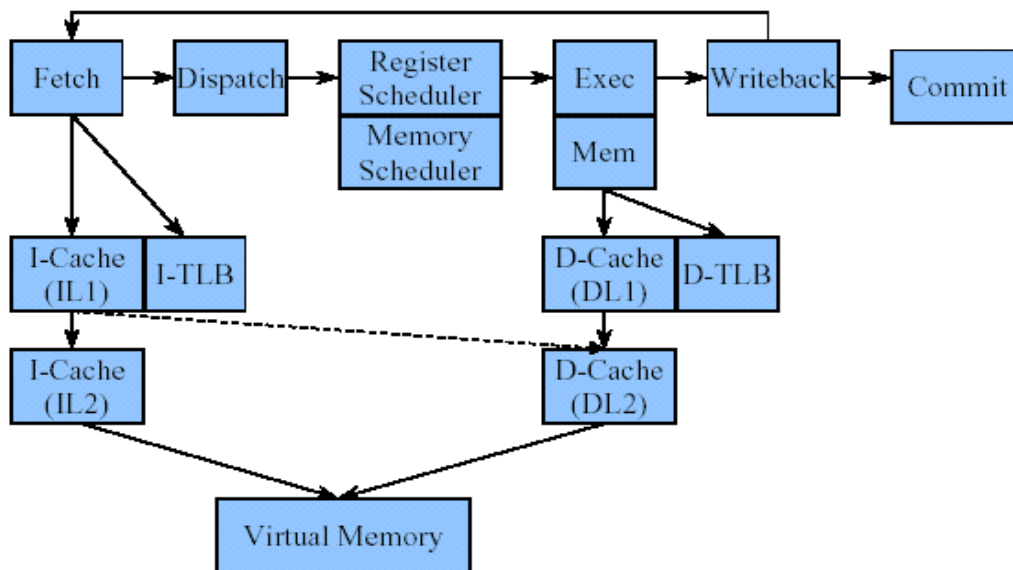 Fetch
Dispatch
Register
Scheduler
Memory
Scheduler
Exec
Mem
Writeback
Commit
I-Cache
(IL1)
I-TLB
D-Cache
(DL1)
D-TLB
I-Cache
(IL2)
D-Cache
(DL2)
Virtual Memory